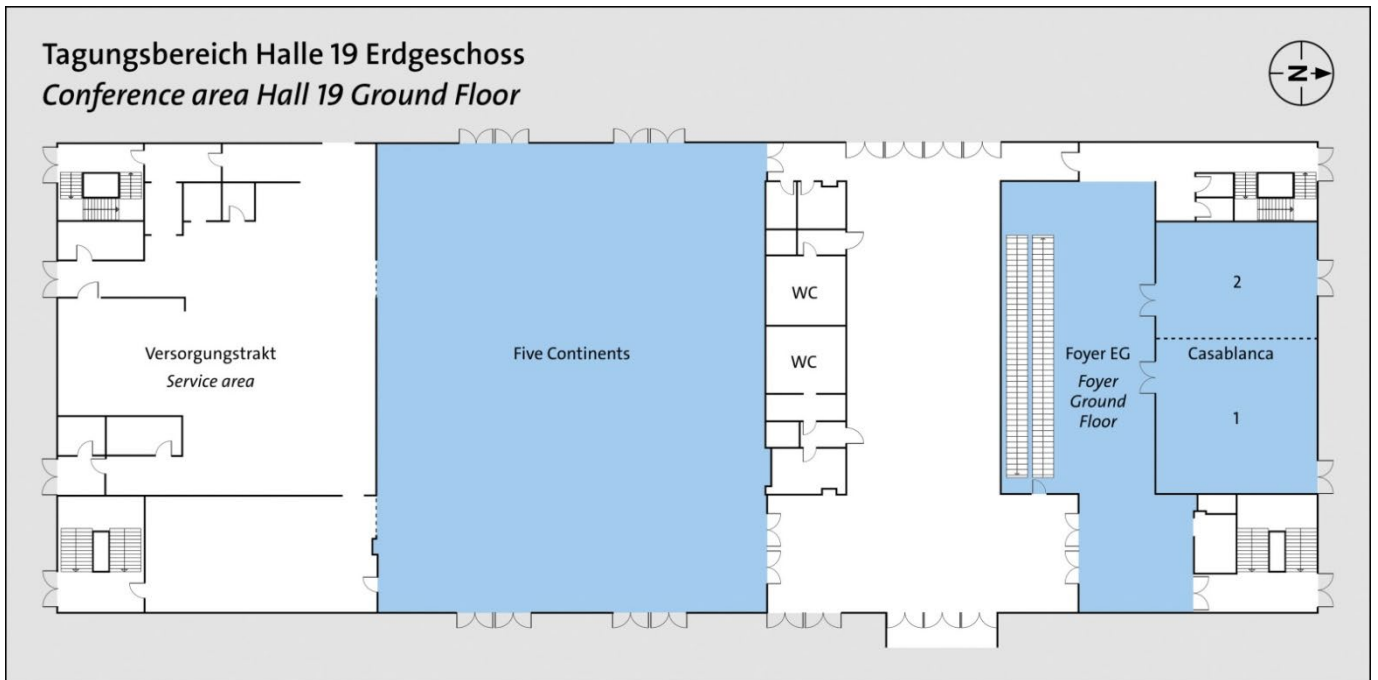 Tagungsbereich Halle 19 Erdgeschoss
Conference area Hall 19 Ground Floor
N
Versorgungstrakt
Service area
Five Continents
WC
WC
Foyer EG
Foyer
Ground
Floor
2
Casablanca
1